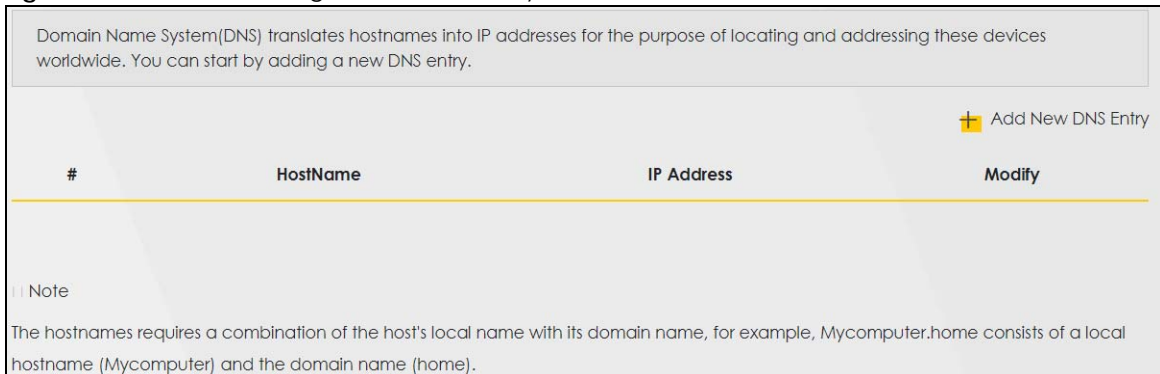 Domain Name System(DNS) translates hostnames into IP addresses for the purpose of locating and addressing these devices
worldwide. You can start by adding a new DNS entry.
Add New DNS Entry
# HostName IP Address Modify
Note
The hostnames requires a combination of the host's local name with its domain name, for example, Mycomputer.home consists of a local
hostname (Mycomputer) and the domain name (home).